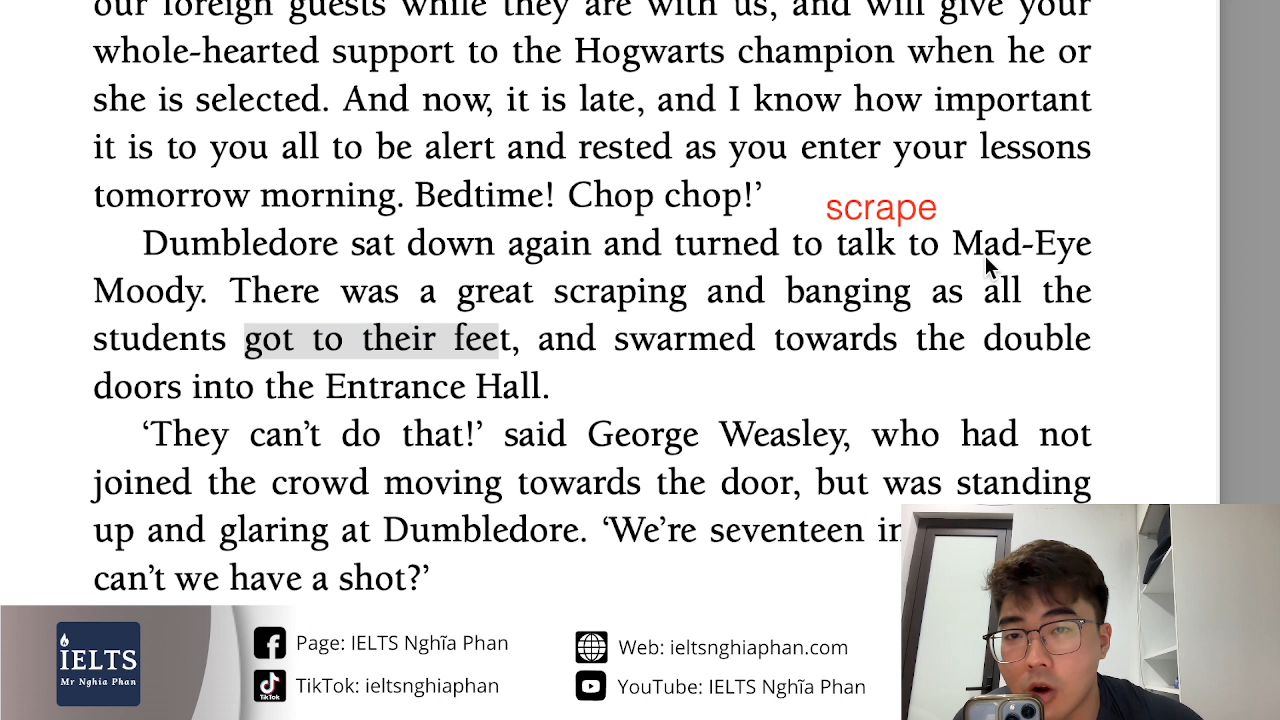 our foreign guests while they are with us, and will give your
whole-hearted support to the Hogwarts champion when he or
she is selected. And now, it is late, and I know how important
it is to you all to be alert and rested as you enter your lessons
tomorrow morning. Bedtime! Chop chop!’
scrape
Dumbledore sat down again and turned to talk to Mad-Eye
Moody. There was a great scraping and banging as all the
students got to their feet, and swarmed towards the double
doors into the Entrance Hall.
‘They can’t do that!’ said George Weasley, who had not
joined the crowd moving towards the door, but was standing
up and glaring at Dumbledore. ‘We’re seventeen in
can’t we have a shot?’
IELTS
Mr Nghia Phan
Page: IELTS Nghĩa Phan
TikTok
TikTok: ieltsnghiaphan
Web: ieltsnghiaphan.com
YouTube: IELTS Nghĩa Phan